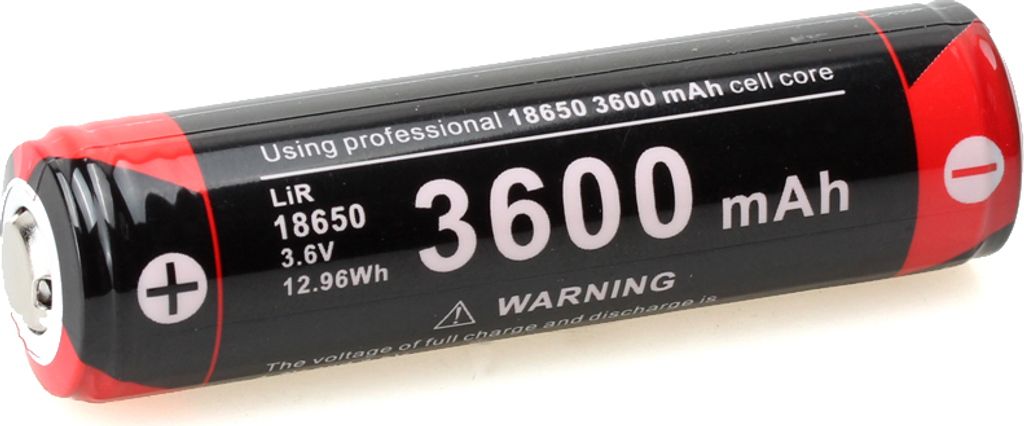 Using professional 18650 3600 mAh cell core
LiR
18650
3.6V
12.96Wh
3600 mAh
WARNING
The voltage of full charge and discharge is
+
−